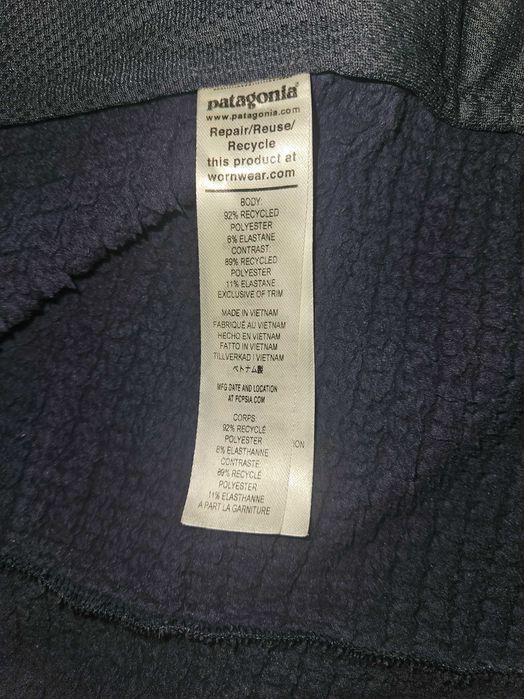 patagonia
www.patagonia.com
Repair/Reuse/
Recycle
this product at
wornwear.com
BODY:
92% RECYCLED
POLYESTER
8% ELASTANE
CONTRAST:
89% RECYCLED
POLYESTER
11% ELASTANE
EXCLUSIVE OF TRIM
MADE IN VIETNAM
FABRIQUÉ AU VIETNAM
HECHO EN VIETNAM
FATTO IN VIETNAM
TILLVERKAD I VIETNAM
ベトナム製
MFG DATE AND LOCATION
AT PCPSIA.COM
CORPS:
92% RECYCLÉ
POLYESTER
8% ELASTHANNE
CONTRASTE:
89% RECYCLÉ
POLYESTER
11% ELASTHANNE
A PART LA GARNITURE
ION